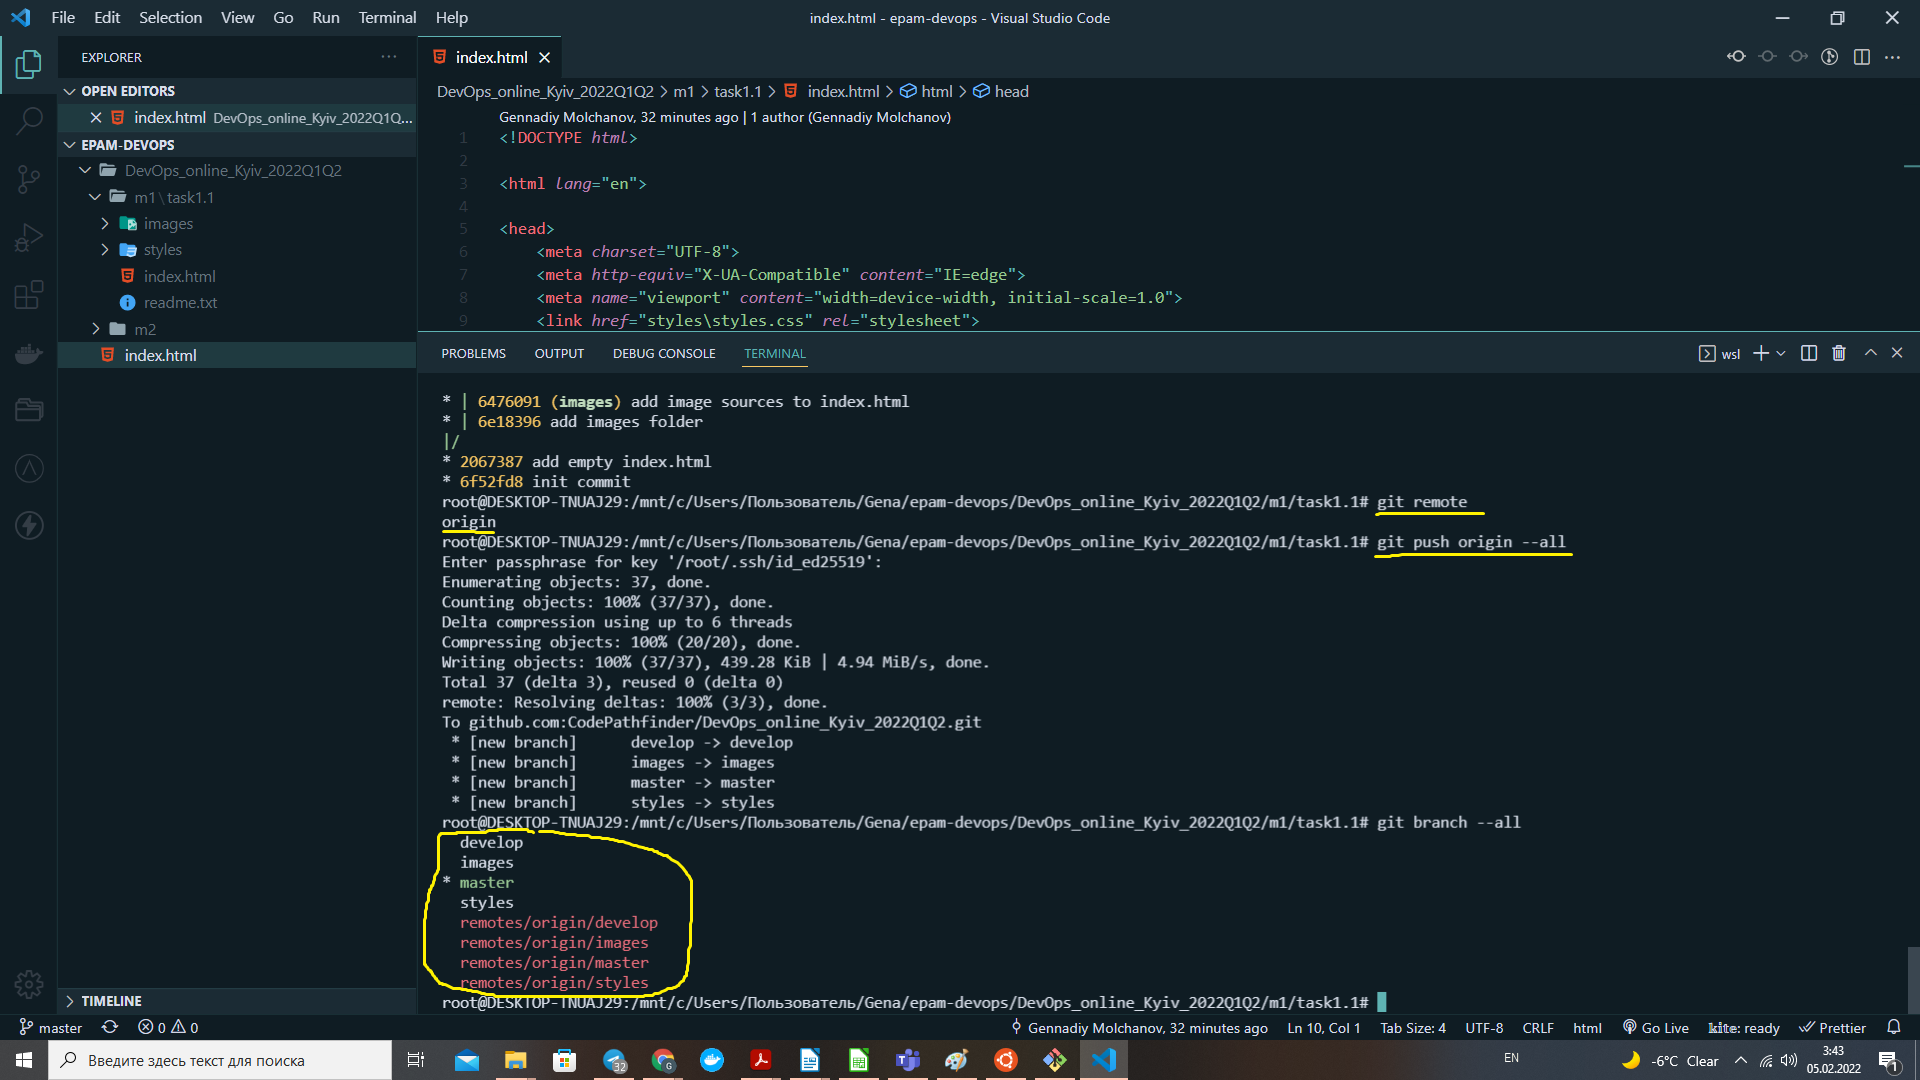 File Edit Selection View Go Run Terminal Help
index.html - epam-devops - Visual Studio Code
EXPLORER
OPEN EDITORS
index.html DevOps_online_Kyiv_2022Q1Q...
EPAM-DEVOPS
DevOps_online_Kyiv_2022Q1Q2
m1\task1.1
images
styles
index.html
readme.txt
m2
index.html
TIMELINE
index.html
DevOps_online_Kyiv_2022Q1Q2 > m1 > task1.1 > index.html > html > head
Gennadiy Molchanov, 32 minutes ago | 1 author (Gennadiy Molchanov)
1 <!DOCTYPE html>
2
3 <html lang="en">
4
5 <head>
6 <meta charset="UTF-8">
7 <meta http-equiv="X-UA-Compatible" content="IE=edge">
8 <meta name="viewport" content="width=device-width, initial-scale=1.0">
9 <link href="styles\styles.css" rel="stylesheet">
PROBLEMS OUTPUT DEBUG CONSOLE TERMINAL
wsl
* | 6476091 (images) add image sources to index.html
* | 6e18396 add images folder
|/
* 2067387 add empty index.html
* 6f52fd8 init commit
root@DESKTOP-TNUAJ29:/mnt/c/Users/Пользователь/Gena/epam-devops/DevOps_online_Kyiv_2022Q1Q2/m1/task1.1# git remote
origin
root@DESKTOP-TNUAJ29:/mnt/c/Users/Пользователь/Gena/epam-devops/DevOps_online_Kyiv_2022Q1Q2/m1/task1.1# git push origin --all
Enter passphrase for key '/root/.ssh/id_ed25519':
Enumerating objects: 37, done.
Counting objects: 100% (37/37), done.
Delta compression using up to 6 threads
Compressing objects: 100% (20/20), done.
Writing objects: 100% (37/37), 439.28 KiB | 4.94 MiB/s, done.
Total 37 (delta 3), reused 0 (delta 0)
remote: Resolving deltas: 100% (3/3), done.
To github.com:CodePathfinder/DevOps_online_Kyiv_2022Q1Q2.git
* [new branch] develop -> develop
* [new branch] images -> images
* [new branch] master -> master
* [new branch] styles -> styles
root@DESKTOP-TNUAJ29:/mnt/c/Users/Пользователь/Gena/epam-devops/DevOps_online_Kyiv_2022Q1Q2/m1/task1.1# git branch --all
develop
images
* master
styles
remotes/origin/develop
remotes/origin/images
remotes/origin/master
remotes/origin/styles
root@DESKTOP-TNUAJ29:/mnt/c/Users/Пользователь/Gena/epam-devops/DevOps_online_Kyiv_2022Q1Q2/m1/task1.1#
master 0 0 Gennadiy Molchanov, 32 minutes ago Ln 10, Col 1 Tab Size: 4 UTF-8 CRLF html Go Live kite: ready Prettier
Введите здесь текст для поиска
32
EN
-6°C Clear
3:43
05.02.2022
1